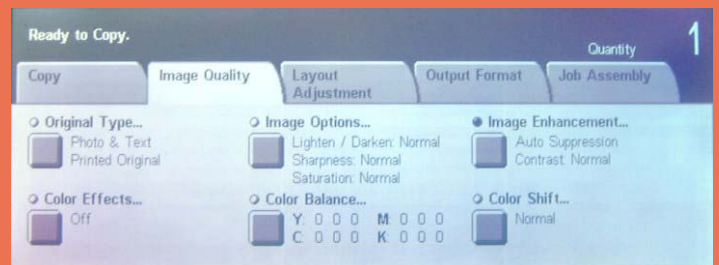 Ready to Copy.
Quantity 1
Copy
Image Quality
Layout
Adjustment
Output Format
Job Assembly
Original Type...
Photo & Text
Printed Original
Image Options...
Lighten / Darken: Normal
Sharpness: Normal
Saturation: Normal
Image Enhancement...
Auto Suppression
Contrast: Normal
Color Effects...
Off
Color Balance...
Y: 0 0 0 M: 0 0 0
C: 0 0 0 K: 0 0 0
Color Shift...
Normal